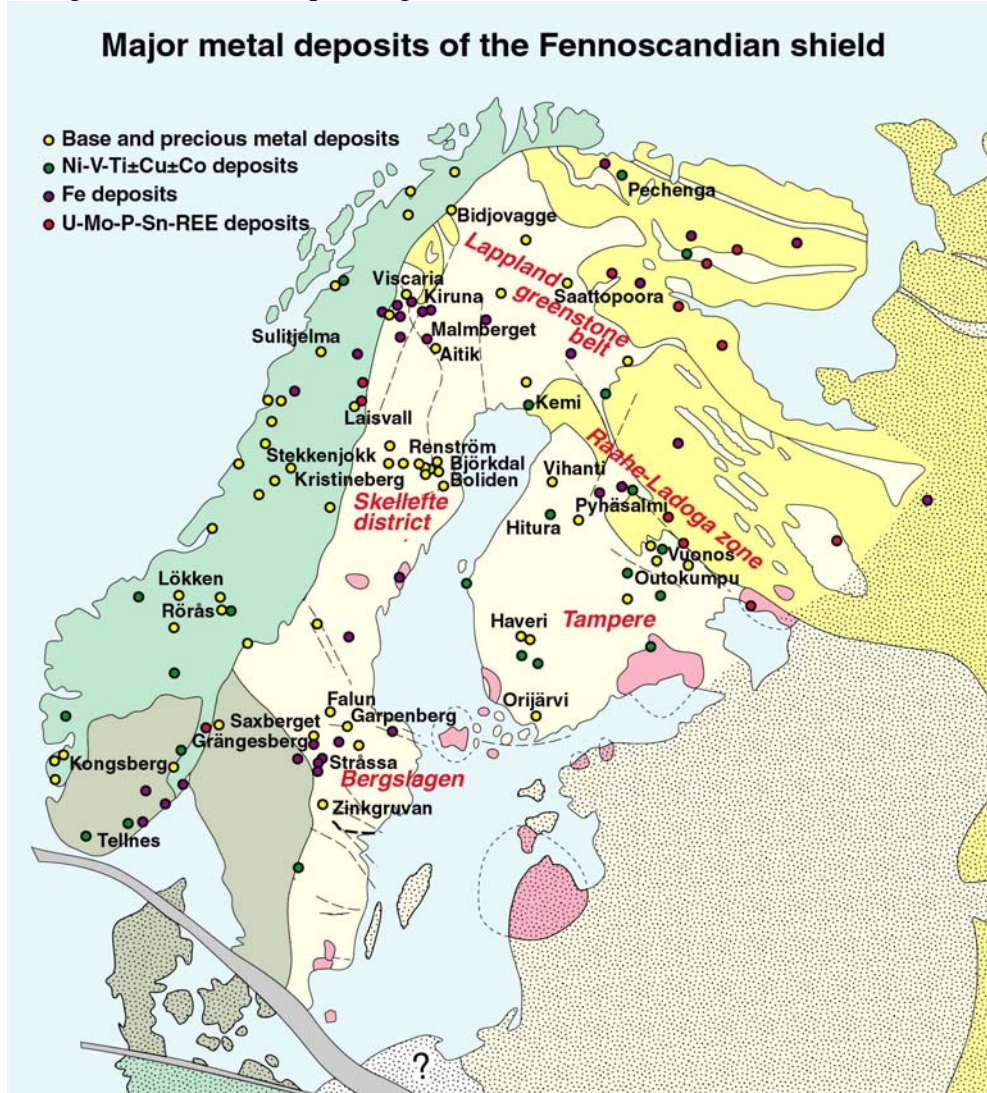 Major metal deposits of the Fennoscandian shield
Base and precious metal deposits
Ni-V-Ti±Cu±Co deposits
Fe deposits
U-Mo-P-Sn-REE deposits
Pechenga
Bidjovagge
Lappland
greenstone
belt
Viscaria
Kiruna
Saattopoora
Sulitjelma
Malmberget
Aitik
Laisvall
Kemi
Raahe-Ladoga zone
Stekkenjokk
Renström
Kristineberg
Björkdal
Boliden
Skellefte
district
Vihanti
Pyhäsalmi
Hitura
Vuonos
Outokumpu
Lökken
Rörås
Haveri
Tampere
Orijärvi
Falun
Saxberget
Garpenberg
Grängesberg
Kongsberg
Stråssa
Bergslagen
Zinkgruvan
Tellnes
?